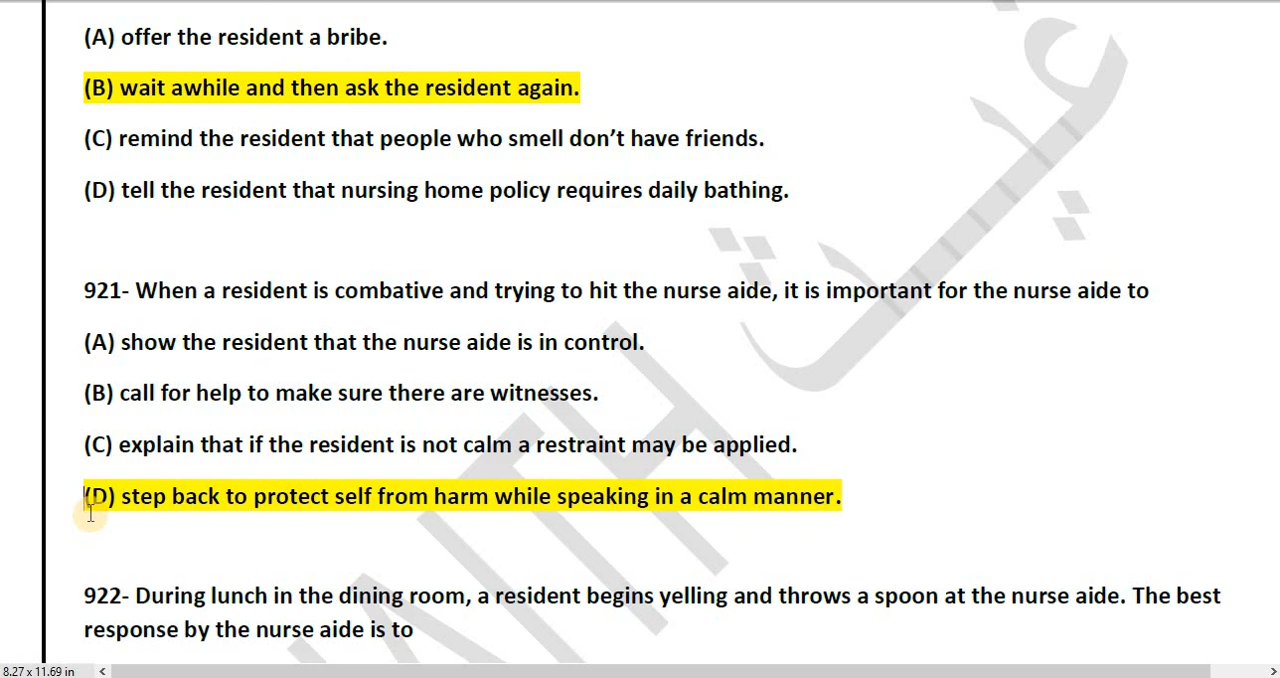 (A) offer the resident a bribe.
(B) wait awhile and then ask the resident again.
(C) remind the resident that people who smell don’t have friends.
(D) tell the resident that nursing home policy requires daily bathing.
921- When a resident is combative and trying to hit the nurse aide, it is important for the nurse aide to
(A) show the resident that the nurse aide is in control.
(B) call for help to make sure there are witnesses.
(C) explain that if the resident is not calm a restraint may be applied.
(D) step back to protect self from harm while speaking in a calm manner.
922- During lunch in the dining room, a resident begins yelling and throws a spoon at the nurse aide. The best
response by the nurse aide is to
8.27 x 11.69 in